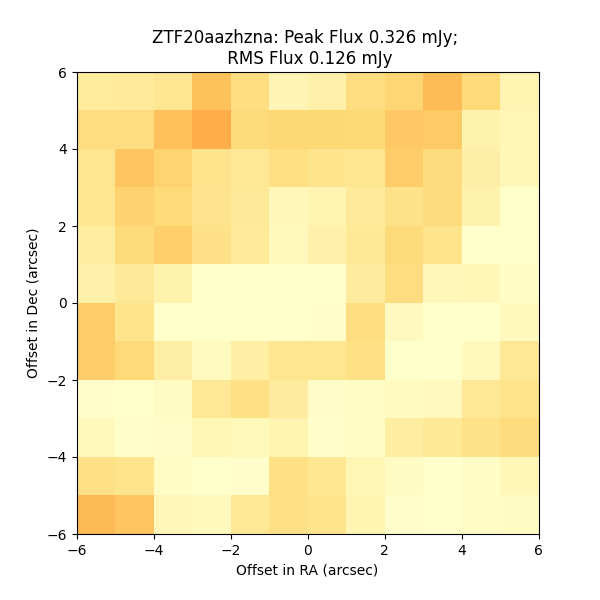 ZTF20aazhzna: Peak Flux 0.326 mJy;
RMS Flux 0.126 mJy
6
4
2
0
−2
−4
−6
Offset in Dec (arcsec)
−6 −4 −2 0 2 4 6
Offset in RA (arcsec)